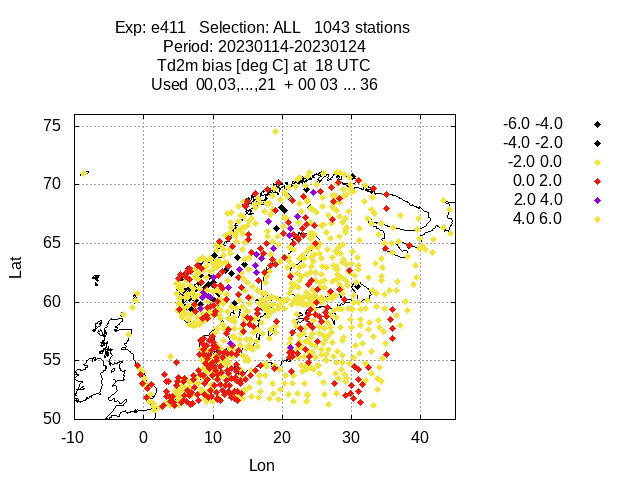 Exp: e411   Selection: ALL   1043 stations
Period: 20230114-20230124
Td2m bias [deg C] at  18 UTC
Used  00,03,...,21  + 00 03 ... 36
-6.0 -4.0
-4.0 -2.0
-2.0 0.0
0.0 2.0
2.0 4.0
4.0 6.0
75
70
65
60
55
50
Lat
-10 0 10 20 30 40
Lon